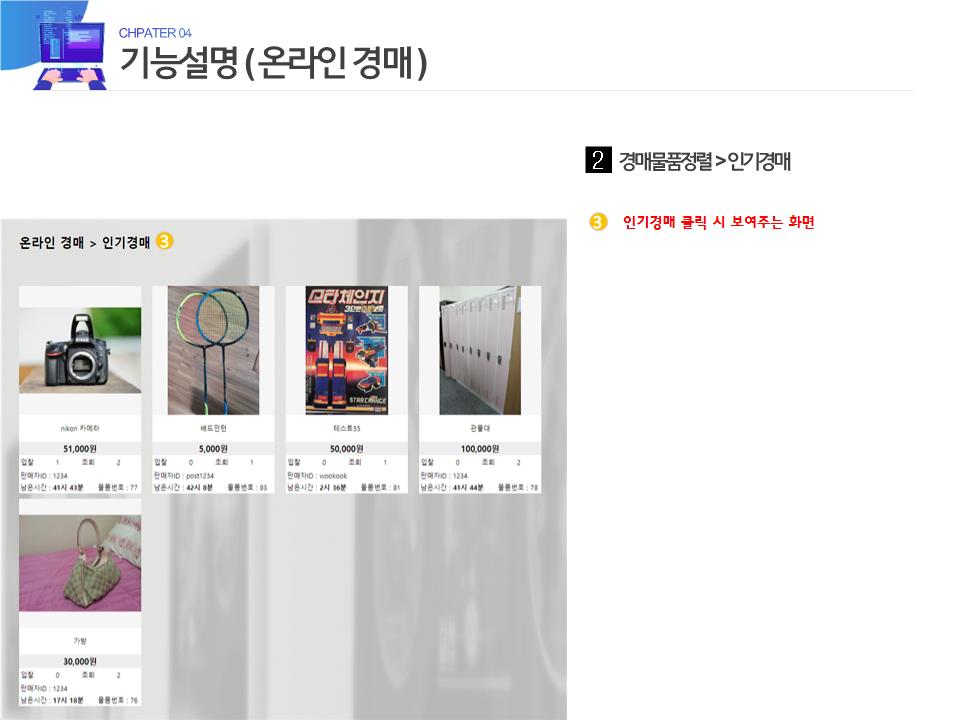 CHPATER 04
기능설명 ( 온라인 경매 )
2 경매물품정렬 > 인기경매
3 인기경매 클릭 시 보여주는 화면
온라인 경매 > 인기경매 3
스타체인지
3단변신로보트
STARCHANGE
nikon 카메라
51,000원
입찰 1 조회 2
판매자ID : 1234
남은시간 : 41시 43분 물품번호 : 77
배드민턴
5,000원
입찰 0 조회 1
판매자ID : post1234
남은시간 : 42시 8분 물품번호 : 83
테스트55
50,000원
입찰 0 조회 1
판매자ID : wookook
남은시간 : 2시 36분 물품번호 : 81
관물대
100,000원
입찰 0 조회 2
판매자ID : 1234
남은시간 : 41시 44분 물품번호 : 78
가방
30,000원
입찰 0 조회 2
판매자ID : 1234
남은시간 : 17시 18분 물품번호 : 76